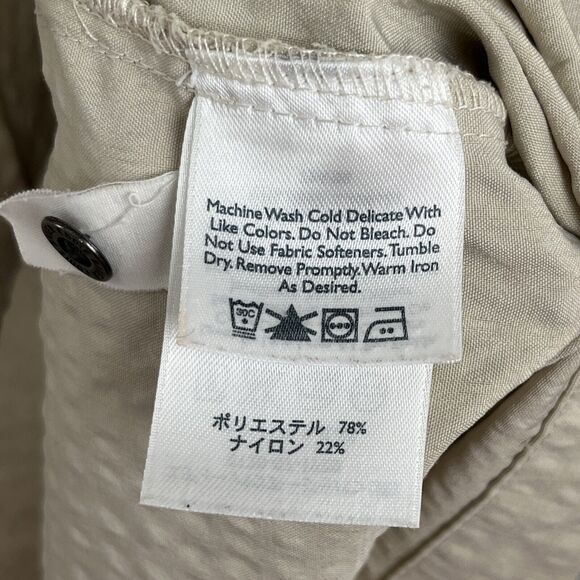 Machine Wash Cold Delicate With
Like Colors. Do Not Bleach. Do
Not Use Fabric Softeners. Tumble
Dry. Remove Promptly. Warm Iron
As Desired.
30C
ポリエステル 78%
ナイロン 22%